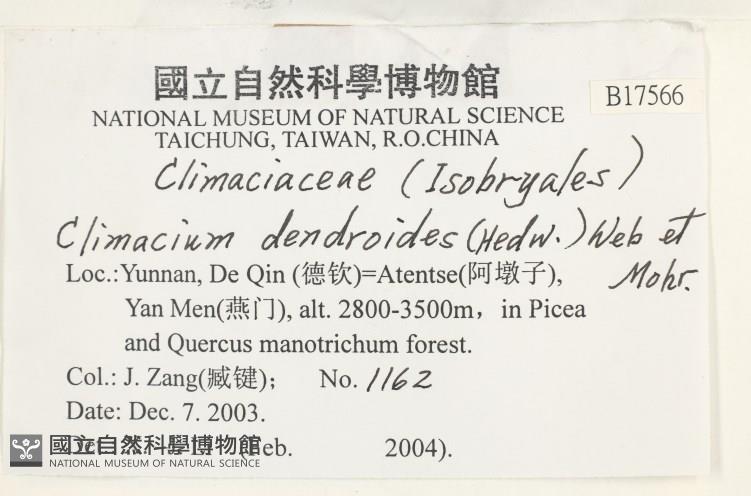 國立自然科學博物館
B17566
NATIONAL MUSEUM OF NATURAL SCIENCE
TAICHUNG, TAIWAN, R.O.CHINA
Climaciaceae (Isobryales)
Climacium dendroides (Hedw.) Web et
Mohr.
Loc.:Yunnan, De Qin (德钦)=Atentse(阿墩子),
Yan Men(燕门), alt. 2800-3500m，in Picea
and Quercus manotrichum forest.
Col.: J. Zang(臧键)； No. 1162
Date: Dec. 7. 2003.
(Feb. 2004).
國立自然科學博物館
NATIONAL MUSEUM OF NATURAL SCIENCE